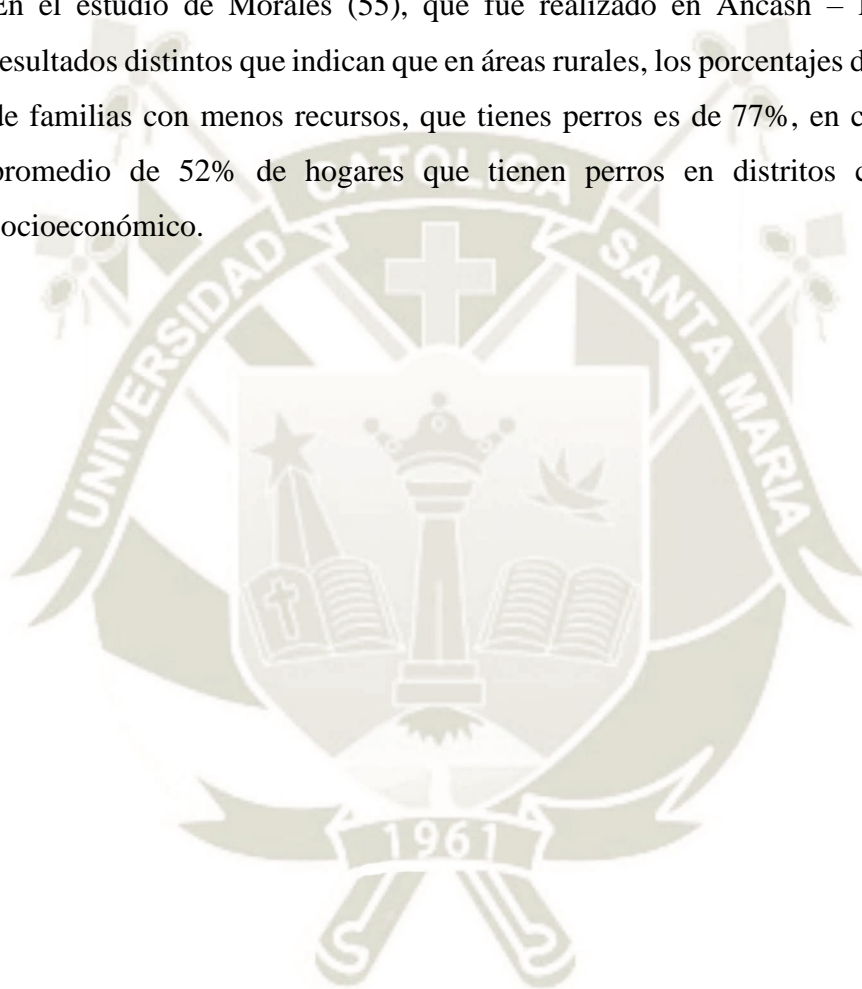 En el estudio de Morales (55), que fue realizado en Ancash –
resultados distintos que indican que en áreas rurales, los porcentajes
de familias con menos recursos, que tienes perros es de 77%, en
promedio de 52% de hogares que tienen perros en distritos
socioeconómico.
UNIVERSIDAD CATOLICA SANTA MARIA
1961